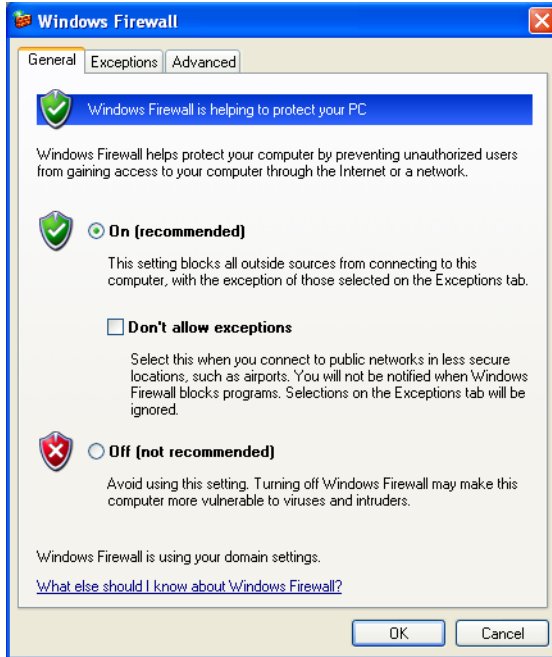 Windows Firewall
General
Exceptions
Advanced
Windows Firewall is helping to protect your PC
Windows Firewall helps protect your computer by preventing unauthorized users
from gaining access to your computer through the Internet or a network.
On (recommended)
This setting blocks all outside sources from connecting to this
computer, with the exception of those selected on the Exceptions tab.
Don't allow exceptions
Select this when you connect to public networks in less secure
locations, such as airports. You will not be notified when Windows
Firewall blocks programs. Selections on the Exceptions tab will be
ignored.
Off (not recommended)
Avoid using this setting. Turning off Windows Firewall may make this
computer more vulnerable to viruses and intruders.
Windows Firewall is using your domain settings.
What else should I know about Windows Firewall?
OK
Cancel